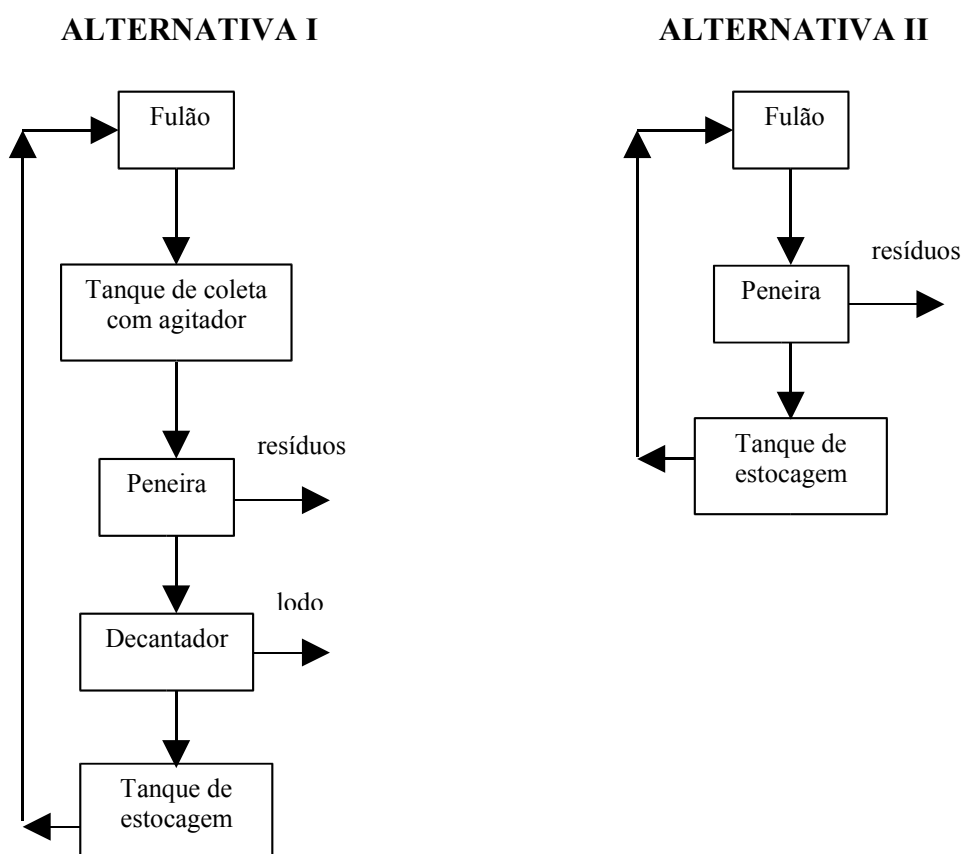 ALTERNATIVA I
Fulão
Tanque de coleta
com agitador
resíduos
Peneira
lodo
Decantador
Tanque de
estocagem
ALTERNATIVA II
Fulão
resíduos
Peneira
Tanque de
estocagem